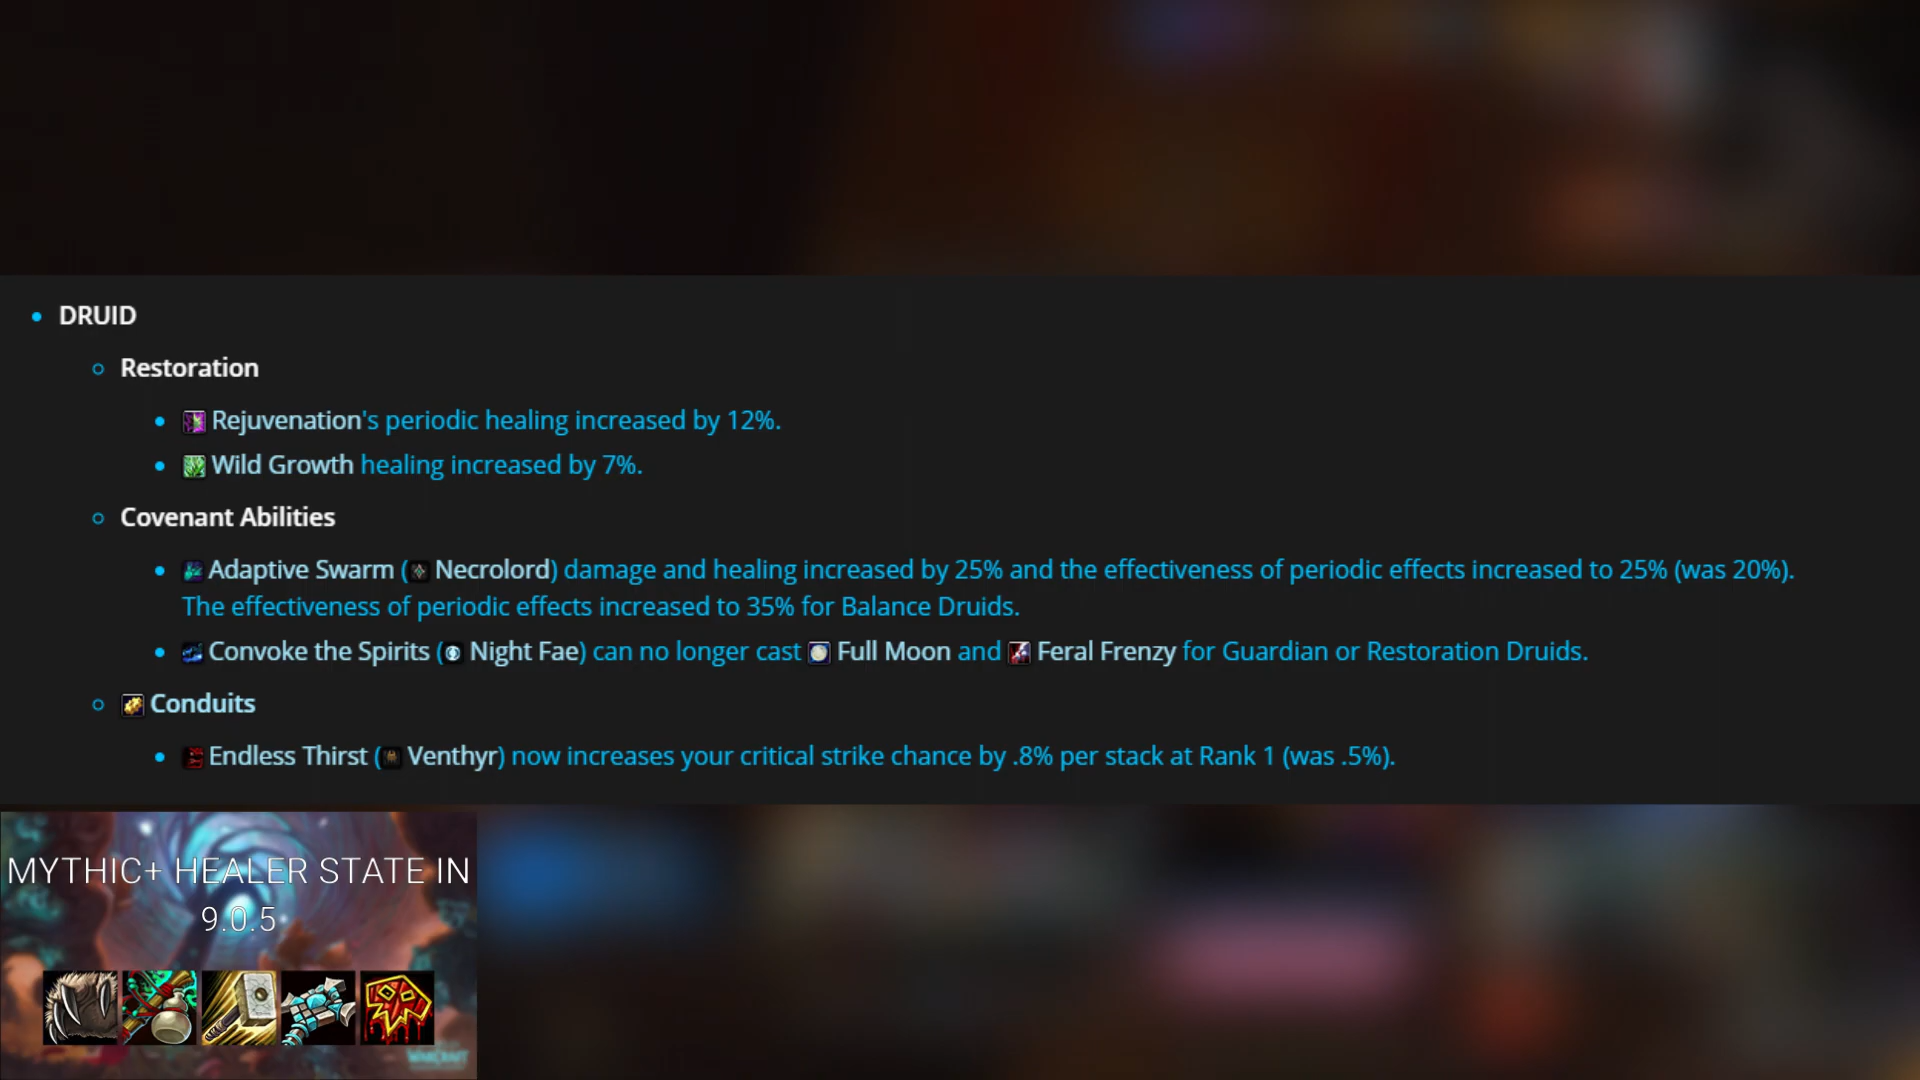 DRUID
Restoration
Rejuvenation's periodic healing increased by 12%.
Wild Growth healing increased by 7%.
Covenant Abilities
Adaptive Swarm (Necrolord) damage and healing increased by 25% and the effectiveness of periodic effects increased to 25% (was 20%).
The effectiveness of periodic effects increased to 35% for Balance Druids.
Convoke the Spirits (Night Fae) can no longer cast Full Moon and Feral Frenzy for Guardian or Restoration Druids.
Conduits
Endless Thirst (Venthyr) now increases your critical strike chance by .8% per stack at Rank 1 (was .5%).
MYTHIC+ HEALER STATE IN
9.0.5
WARCRAFT